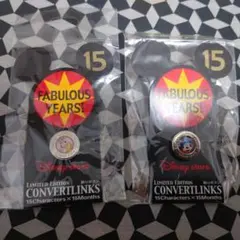 15
FABULOUS
YEARS!
Disney Store
LIMITED EDITION
CONVERTLINKS
15Characters × 15Months
15
FABULOUS
YEARS!
Disney Store
LIMITED EDITION
CONVERTLINKS
15Characters × 15Months